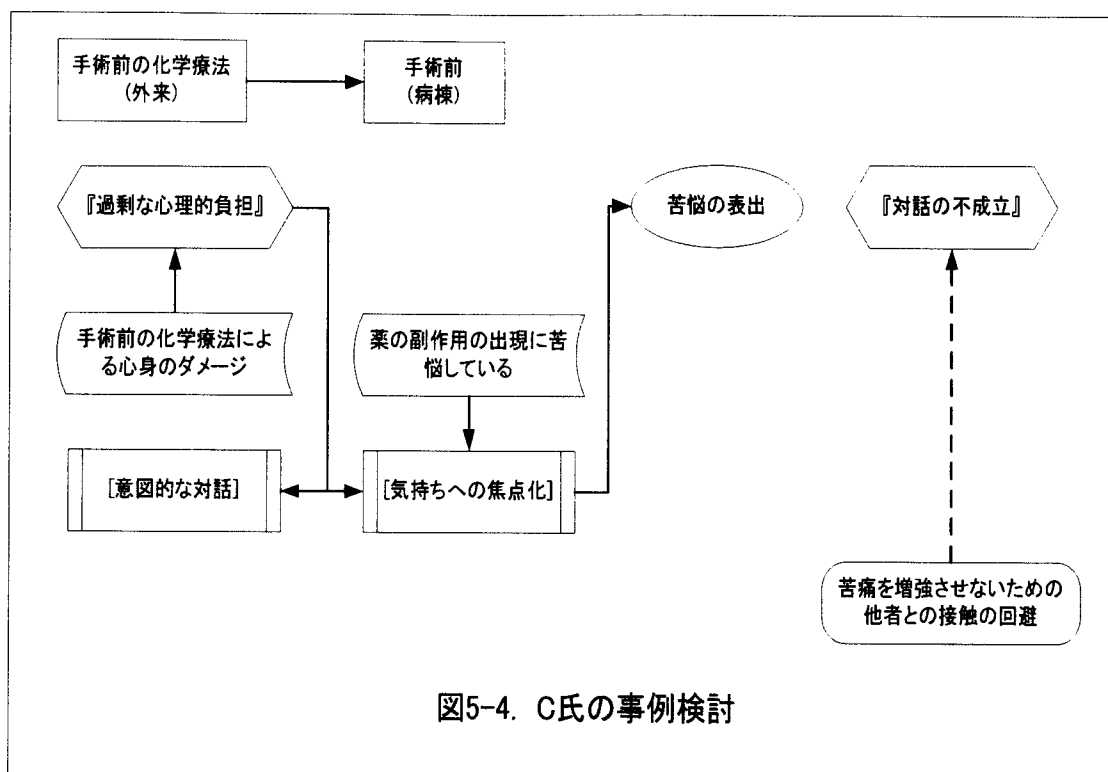 手術前の化学療法
(外来)
手術前
(病棟)
『過剰な心理的負担』
苦悩の表出
『対話の不成立』
手術前の化学療法によ
る心身のダメージ
薬の副作用の出現に苦
悩している
[意図的な対話]
[気持ちへの焦点化]
苦痛を増強させないための
他者との接触の回避
図5-4. C氏の事例検討